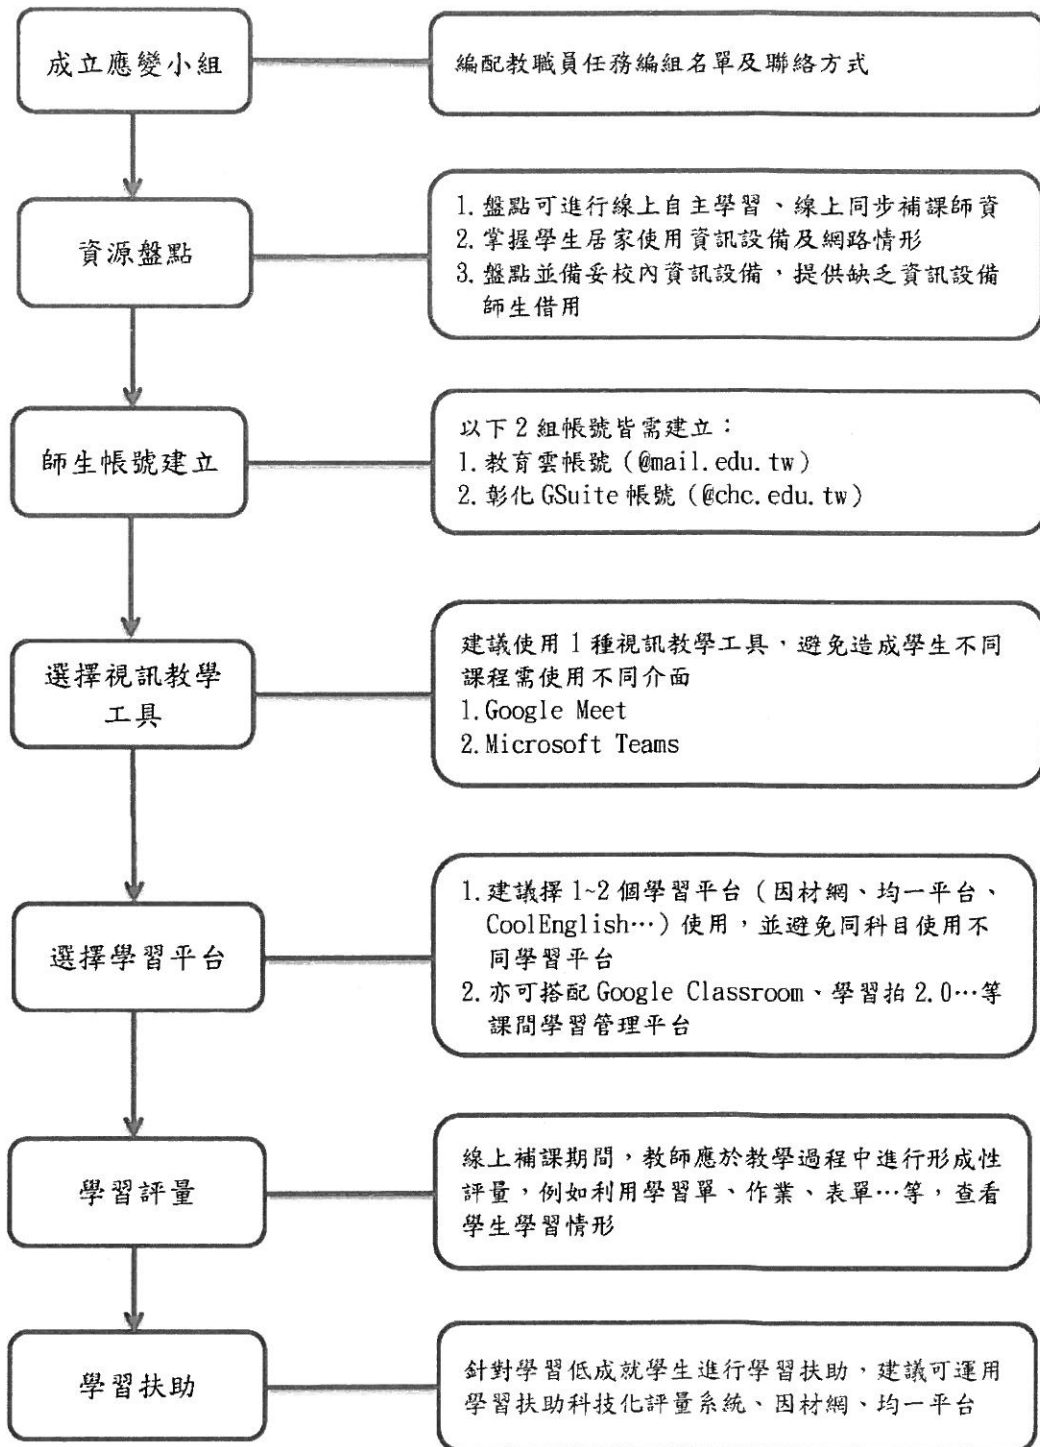 成立應變小組
編配教職員任務編組名單及聯絡方式
資源盤點
1.盤點可進行線上自主學習、線上同步補課師資
2.掌握學生居家使用資訊設備及網路情形
3.盤點並備妥校內資訊設備，提供缺乏資訊設備
師生借用
師生帳號建立
以下2組帳號皆需建立：
1.教育雲帳號（@mail.edu.tw）
2.彰化GSuite帳號（@chc.edu.tw）
選擇視訊教學
工具
建議使用1種視訊教學工具，避免造成學生不同
課程需使用不同介面
1.Google Meet
2.Microsoft Teams
選擇學習平台
1.建議擇1~2個學習平台（因材網、均一平台、
CoolEnglish…）使用，並避免同科目使用不
同學習平台
2.亦可搭配Google Classroom、學習拍2.0…等
課間學習管理平台
學習評量
線上補課期間，教師應於教學過程中進行形成性
評量，例如利用學習單、作業、表單…等，查看
學生學習情形
學習扶助
針對學習低成就學生進行學習扶助，建議可運用
學習扶助科技化評量系統、因材網、均一平台